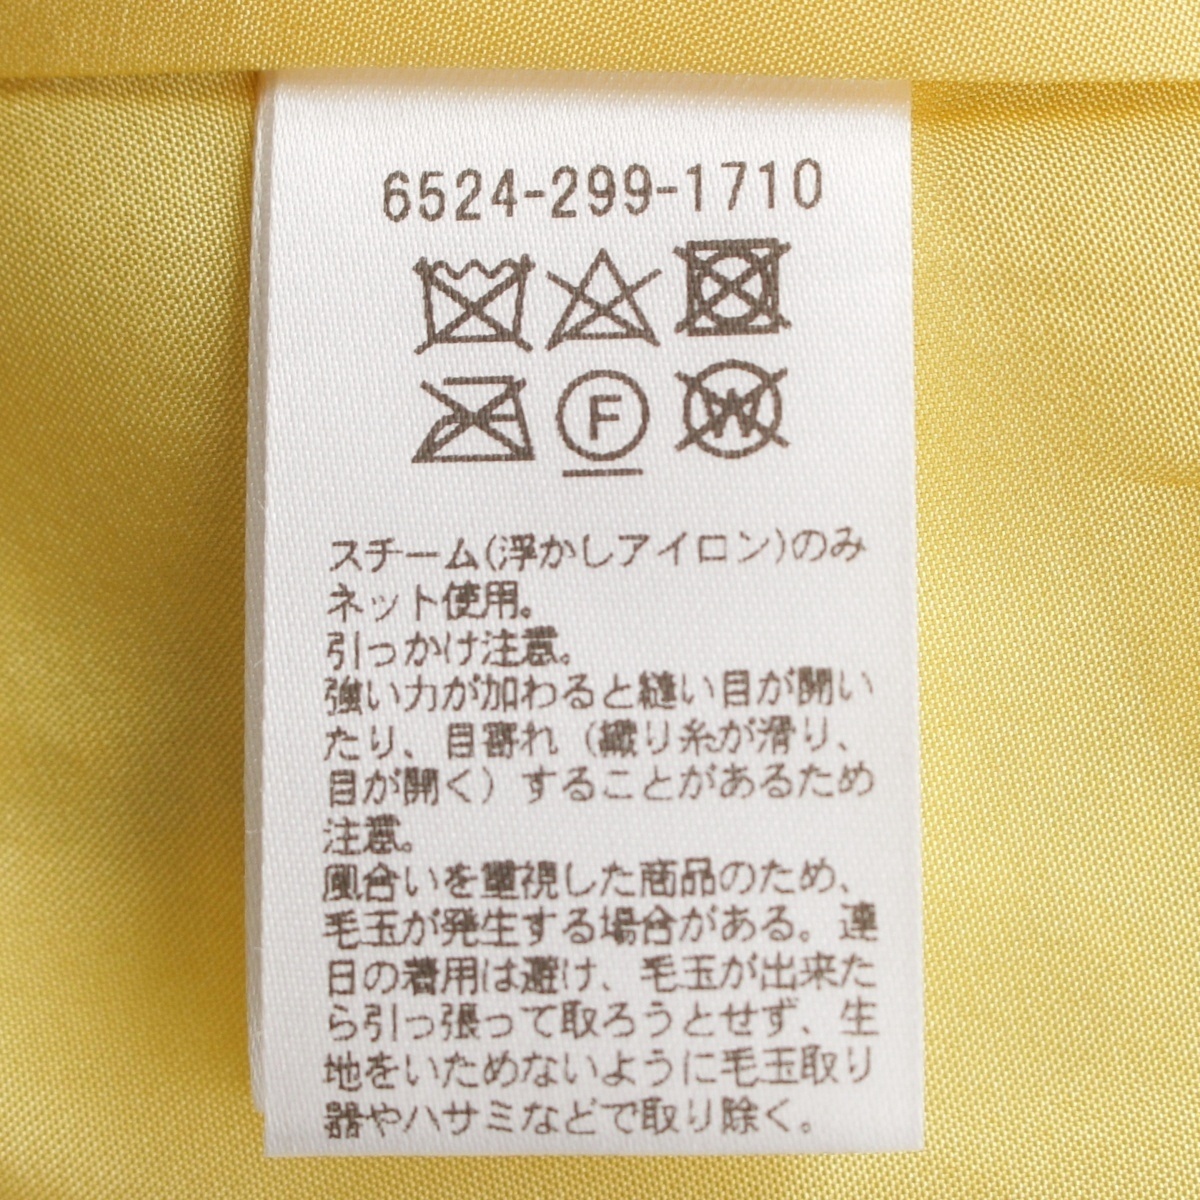 6524-299-1710
F
W
スチーム(浮かしアイロン)のみ
ネット使用。
引っかけ注意。
強い力が加わると縫い目が開い
たり、目寄れ（織り糸が滑り、
目が開く）することがあるため
注意。
風合いを重視した商品のため、
毛玉が発生する場合がある。連
日の着用は避け、毛玉が出来た
ら引っ張って取ろうとせず、生
地をいためないように毛玉取り
器やハサミなどで取り除く。